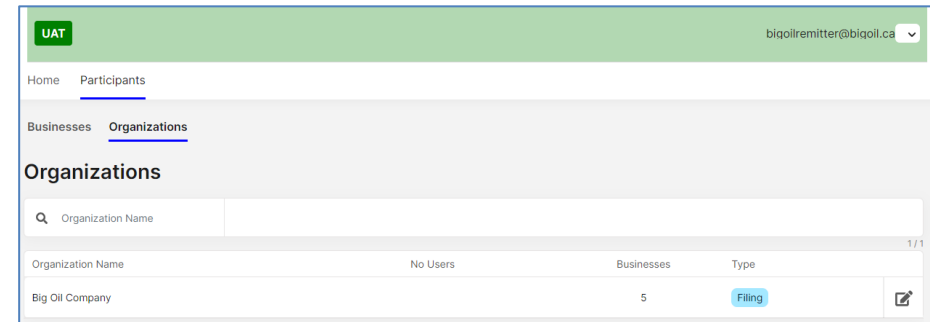 UAT bigoilremitter@bigoil.ca
Home Participants
Businesses Organizations
Organizations
Organization Name
1 / 1
Organization Name No Users Businesses Type
Big Oil Company 5 Filing